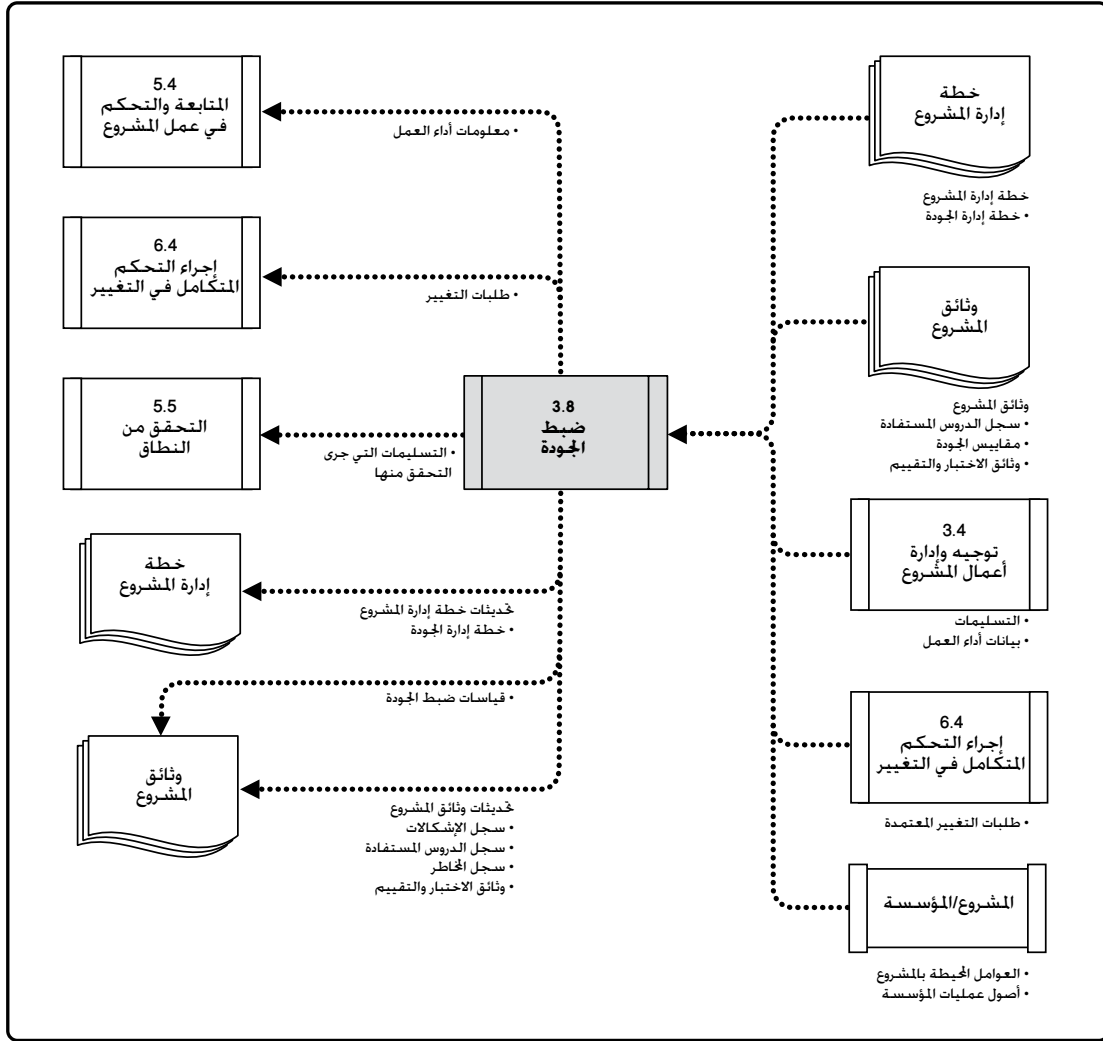 خطة
إدارة المشروع
خطة إدارة المشروع
• خطة إدارة الجودة
وثائق
المشروع
وثائق المشروع
• سجل الدروس المستفادة
• مقاييس الجودة
• وثائق الاختبار والتقييم
3.4
توجيه وإدارة
أعمال المشروع
• التسليمات
• بيانات أداء العمل
6.4
إجراء التحكم
المتكامل في التغيير
• طلبات التغيير المعتمدة
المشروع/المؤسسة
• العوامل المحيطة بالمشروع
• أصول عمليات المؤسسة
3.8
ضبط
الجودة
5.4
المتابعة والتحكم
في عمل المشروع
• معلومات أداء العمل
6.4
إجراء التحكم
المتكامل في التغيير
• طلبات التغيير
5.5
التحقق من
النطاق
• التسليمات التي جرى
التحقق منها
خطة
إدارة المشروع
تحديثات خطة إدارة المشروع
• خطة إدارة الجودة
• قياسات ضبط الجودة
وثائق
المشروع
تحديثات وثائق المشروع
• سجل الإشكالات
• سجل الدروس المستفادة
• سجل المخاطر
• وثائق الاختبار والتقييم